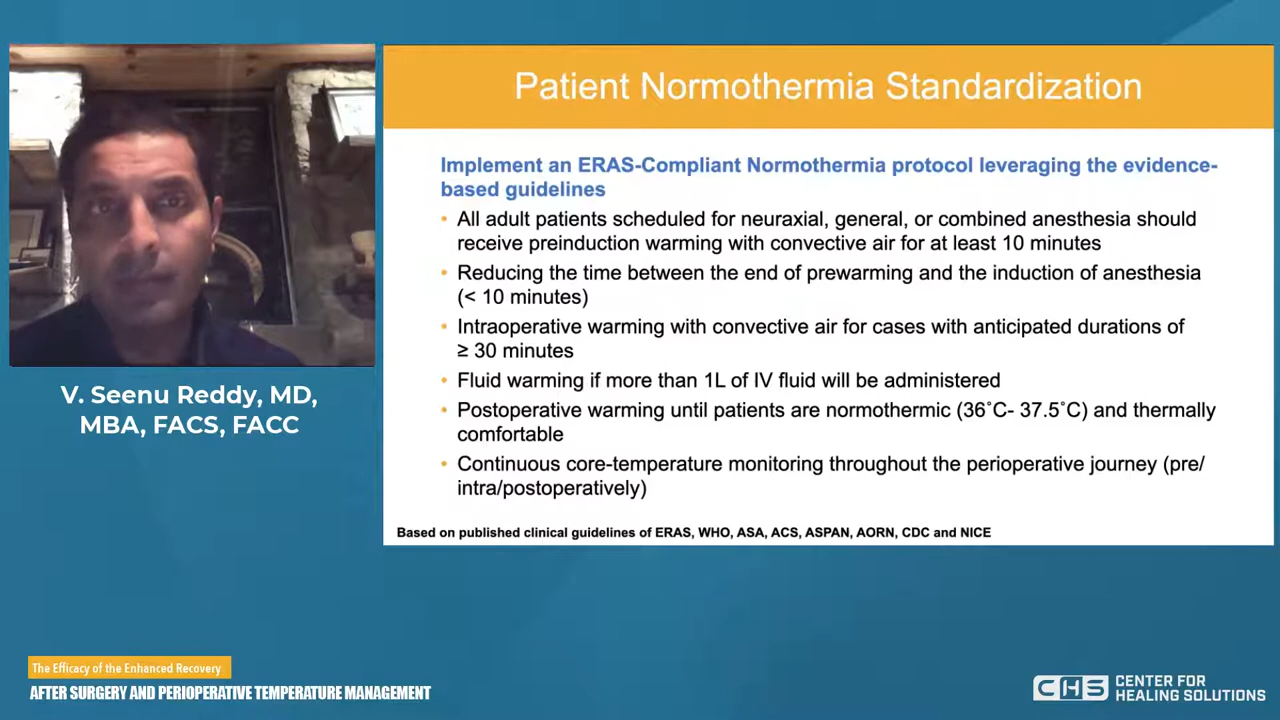 Patient Normothermia Standardization
Implement an ERAS-Compliant Normothermia protocol leveraging the evidence-
based guidelines
• All adult patients scheduled for neuraxial, general, or combined anesthesia should
receive preinduction warming with convective air for at least 10 minutes
• Reducing the time between the end of prewarming and the induction of anesthesia
(< 10 minutes)
• Intraoperative warming with convective air for cases with anticipated durations of
≥ 30 minutes
• Fluid warming if more than 1L of IV fluid will be administered
• Postoperative warming until patients are normothermic (36˚C- 37.5˚C) and thermally
comfortable
• Continuous core-temperature monitoring throughout the perioperative journey (pre/
intra/postoperatively)
Based on published clinical guidelines of ERAS, WHO, ASA, ACS, ASPAN, AORN, CDC and NICE
V. Seenu Reddy, MD,
MBA, FACS, FACC
The Efficacy of the Enhanced Recovery
AFTER SURGERY AND PERIOPERATIVE TEMPERATURE MANAGEMENT
CHS
CENTER FOR
HEALING SOLUTIONS